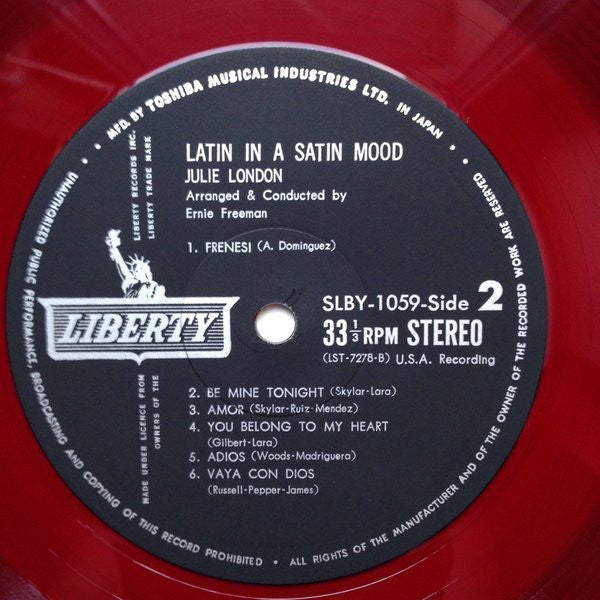 MFD. BY TOSHIBA MUSICAL INDUSTRIES LTD. IN JAPAN
LIBERTY RECORDS INC.
LIBERTY TRADE MARK
LATIN IN A SATIN MOOD
JULIE LONDON
Arranged & Conducted by
Ernie Freeman
1. FRENESI (A. Dominguez)
LIBERTY
SLBY-1059-Side 2
33 1/3 RPM STEREO
(LST-7278-B) U.S.A. Recording
2. BE MINE TONIGHT (Skylar-Lara)
3. AMOR (Skylar-Ruiz-Mendez)
4. YOU BELONG TO MY HEART
(Gilbert-Lara)
5. ADIOS (Woods-Madriguera)
6. VAYA CON DIOS
(Russell-Pepper-James)
MADE UNDER LICENCE FROM
OWNERS OF THE
UNAUTHORIZED PUBLIC PERFORMANCE, BROADCASTING AND COPYING OF THIS RECORD PROHIBITED • ALL RIGHTS OF THE MANUFACTURER AND OF THE OWNER OF THE RECORDED WORK ARE RESERVED